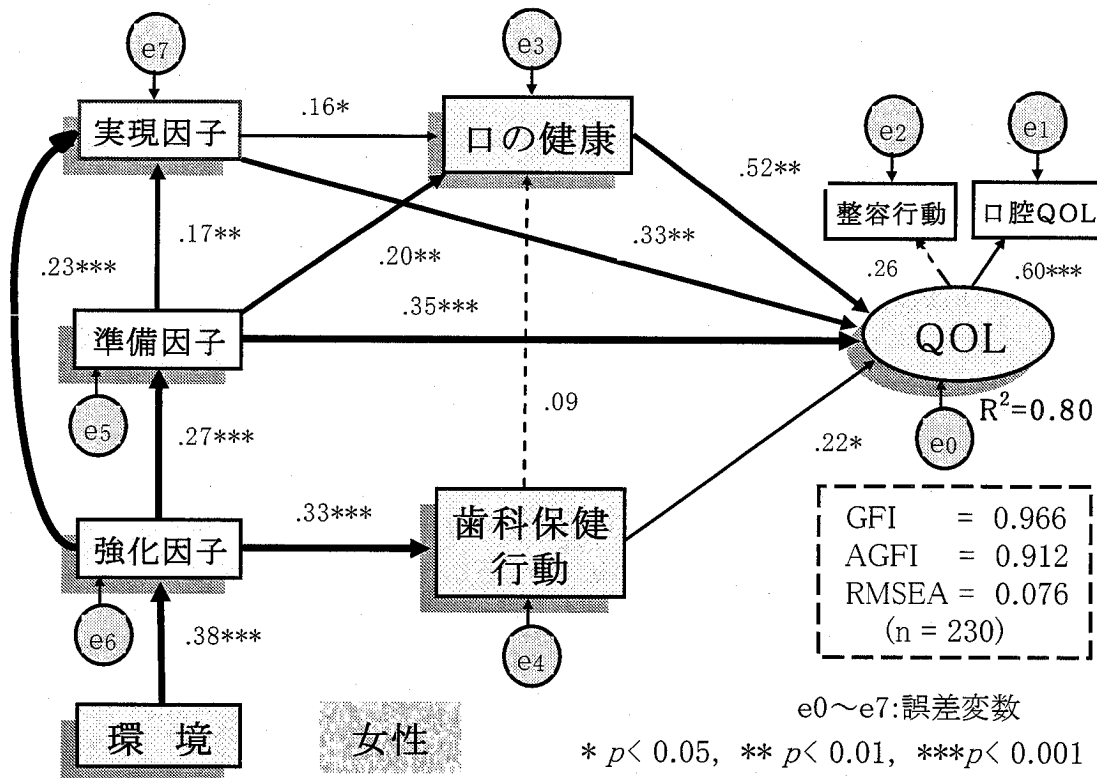 e7
e3
実現因子
.16*
口の健康
e2
e1
.52**
整容行動
口腔QOL
.17**
.20**
.33**
.26
.60***
.23***
準備因子
.35***
QOL
e5
.09
R²=0.80
.27***
.22*
e0
強化因子
.33***
歯科保健
行動
GFI = 0.966
AGFI = 0.912
RMSEA = 0.076
(n = 230)
e6
.38***
e4
環 境
女性
e0～e7:誤差変数
* p< 0.05, ** p< 0.01, ***p< 0.001